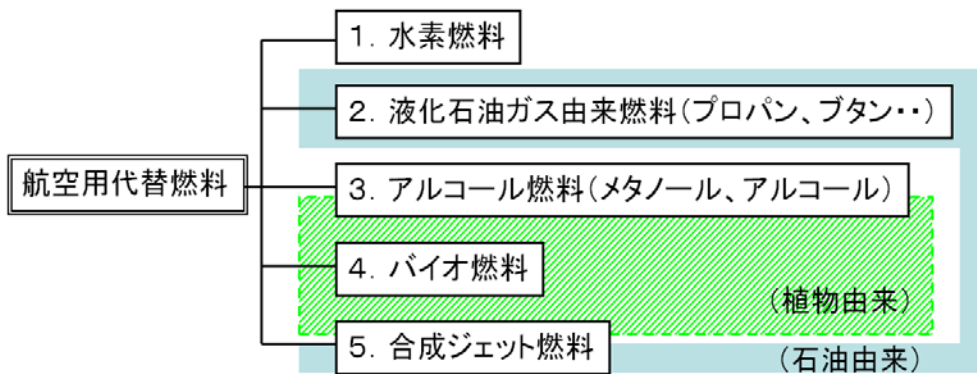 1. 水素燃料
2. 液化石油ガス由来燃料(プロパン、ブタン・・)
航空用代替燃料
3. アルコール燃料(メタノール、アルコール)
4. バイオ燃料
(植物由来)
5. 合成ジェット燃料
(石油由来)